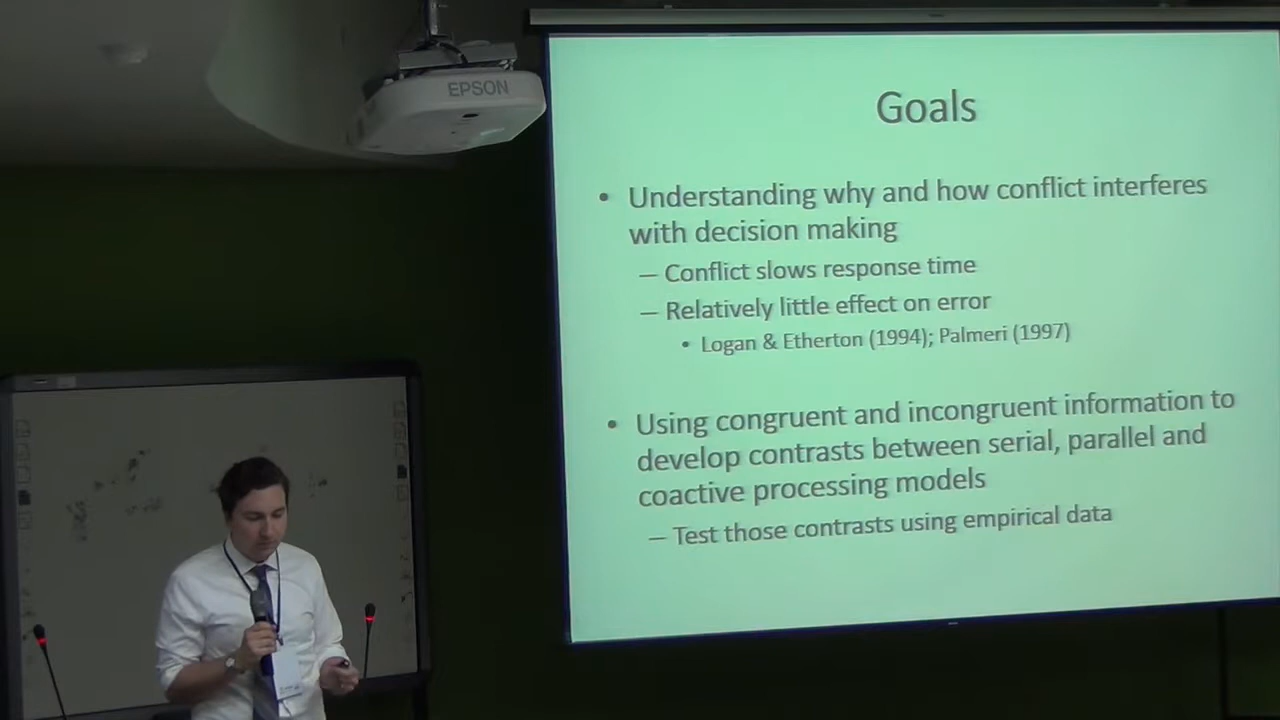 EPSON
Goals
• Understanding why and how conflict interferes
with decision making
– Conflict slows response time
– Relatively little effect on error
• Logan & Etherton (1994); Palmeri (1997)
• Using congruent and incongruent information to
develop contrasts between serial, parallel and
coactive processing models
– Test those contrasts using empirical data